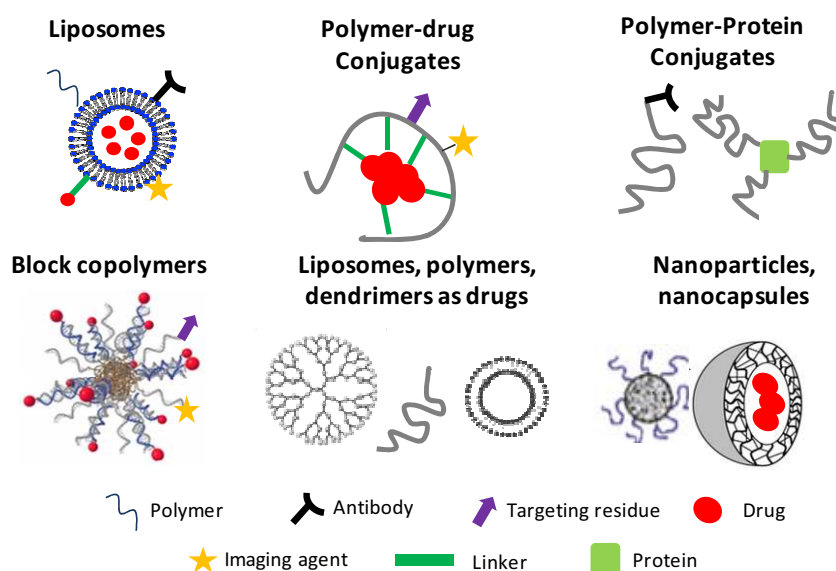 Liposomes
Polymer-drug
Conjugates
Polymer-Protein
Conjugates
Block copolymers
Liposomes, polymers,
dendrimers as drugs
Nanoparticles,
nanocapsules
Polymer
Antibody
Targeting residue
Drug
Imaging agent
Linker
Protein